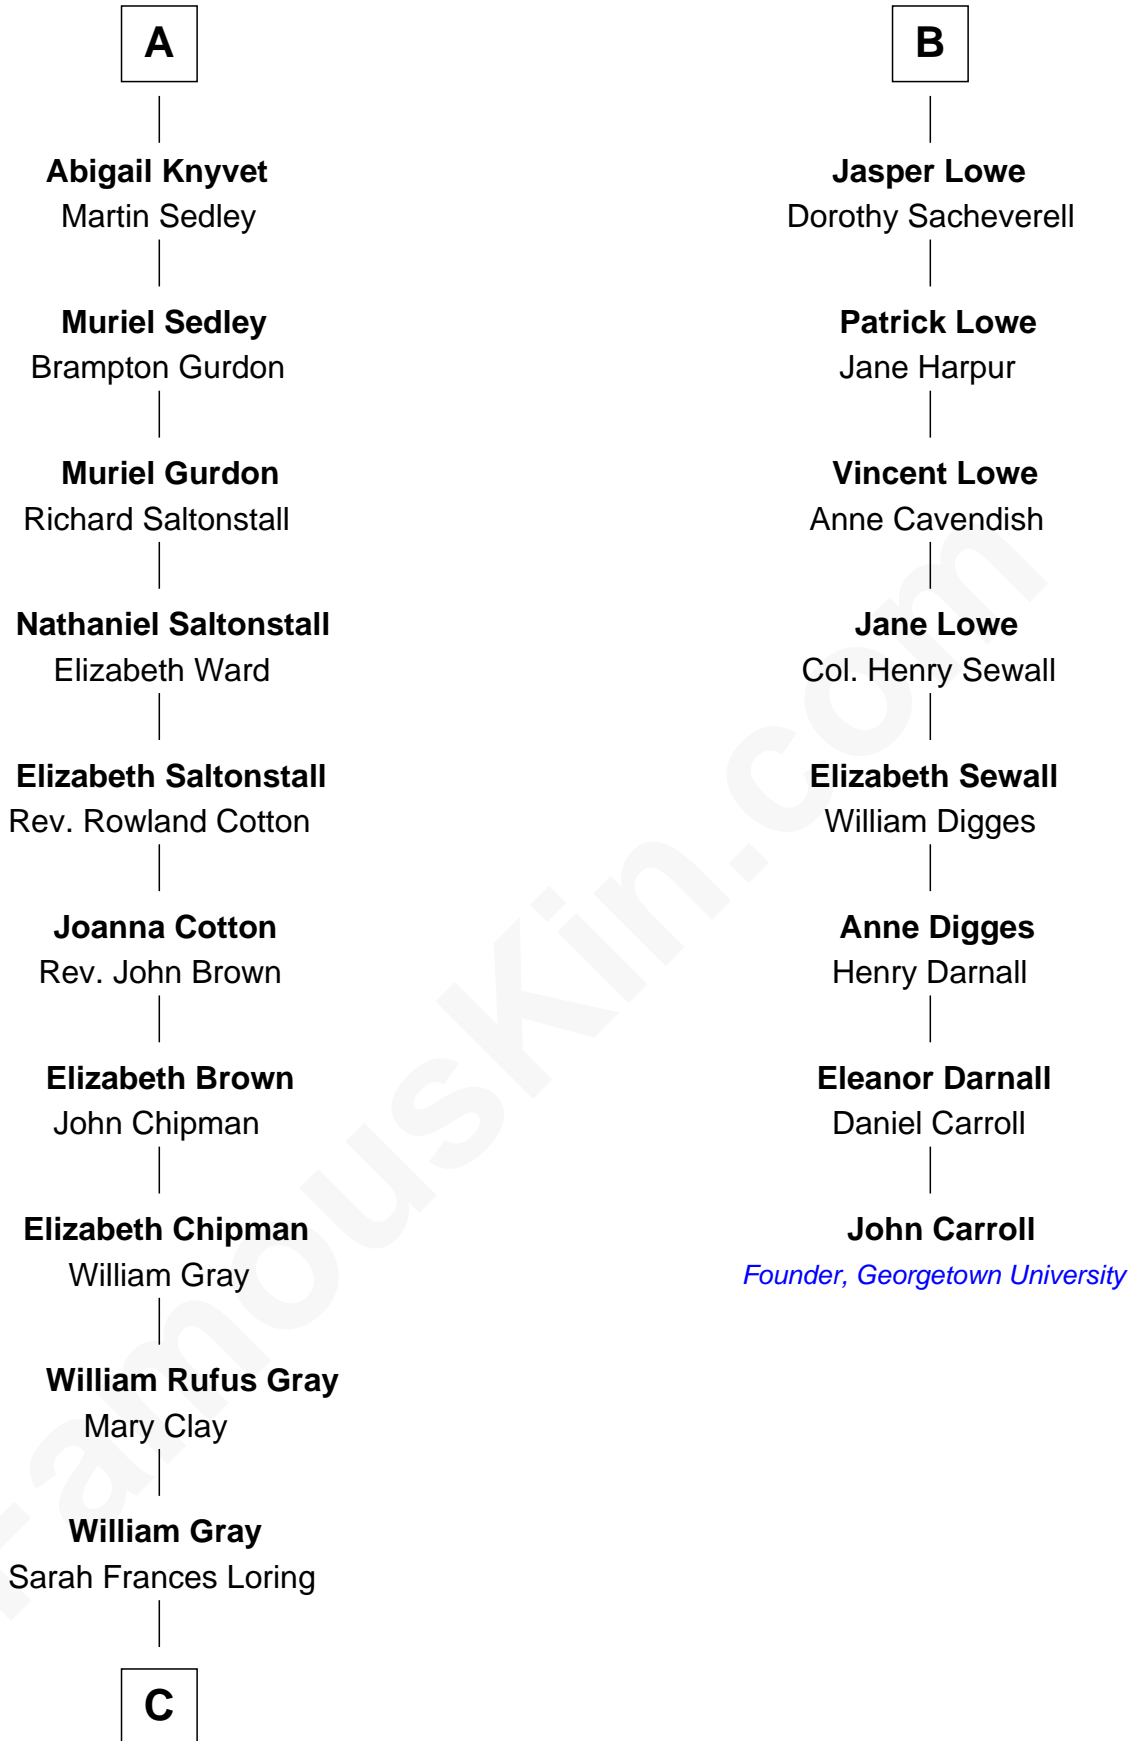 A
Abigail Knyvet
Martin Sedley
Muriel Sedley
Brampton Gurdon
Muriel Gurdon
Richard Saltonstall
Nathaniel Saltonstall
Elizabeth Ward
Elizabeth Saltonstall
Rev. Rowland Cotton
Joanna Cotton
Rev. John Brown
Elizabeth Brown
John Chipman
Elizabeth Chipman
William Gray
William Rufus Gray
Mary Clay
William Gray
Sarah Frances Loring
C
B
Jasper Lowe
Dorothy Sacheverell
Patrick Lowe
Jane Harpur
Vincent Lowe
Anne Cavendish
Jane Lowe
Col. Henry Sewall
Elizabeth Sewall
William Digges
Anne Digges
Henry Darnall
Eleanor Darnall
Daniel Carroll
John Carroll
Founder, Georgetown University
FamousKin.com